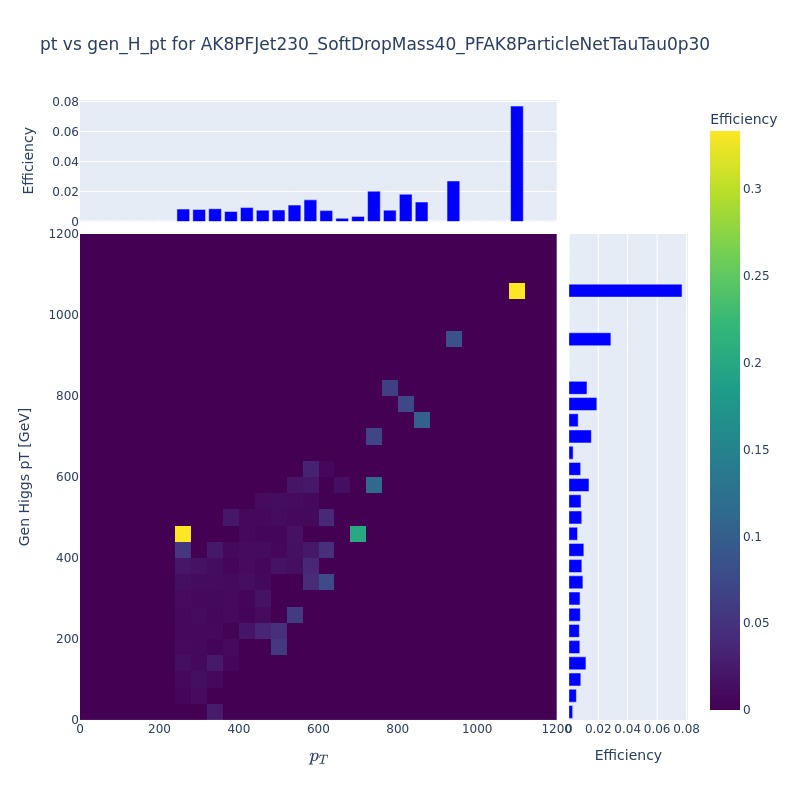 pt vs gen_H_pt for AK8PFJet230_SoftDropMass40_PFAK8ParticleNetTauTau0p30
Efficiency
0.08
0.06
0.04
0.02
0
Efficiency
0.3
0.25
0.2
0.15
0.1
0.05
0
Gen Higgs pT [GeV]
1200
1000
800
600
400
200
0
0 200 400 600 800 1000 1200
p_T
0 0.02 0.04 0.06 0.08
Efficiency